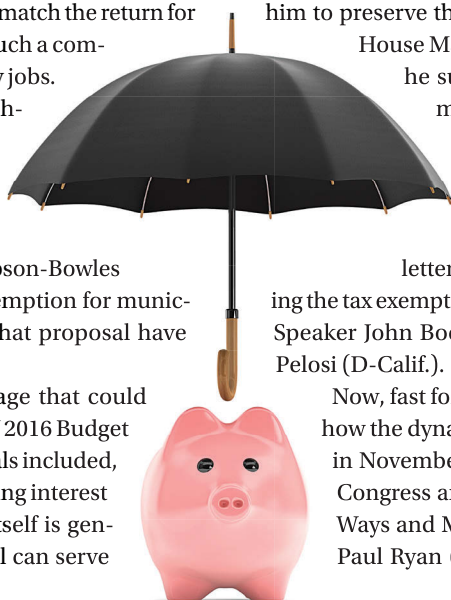 match the return for
uch a com-
jobs.
h-
son-Bowles
emption for munic-
hat proposal have
age that could
2016 Budget
ls included,
ng interest
tself is gen-
l can serve
him to preserve th
House M
he su
m
letter
ing the tax exempt
Speaker John Boe
Pelosi (D-Calif.).
Now, fast fo
how the dyna
in Novembe
Congress a
Ways and M
Paul Ryan (